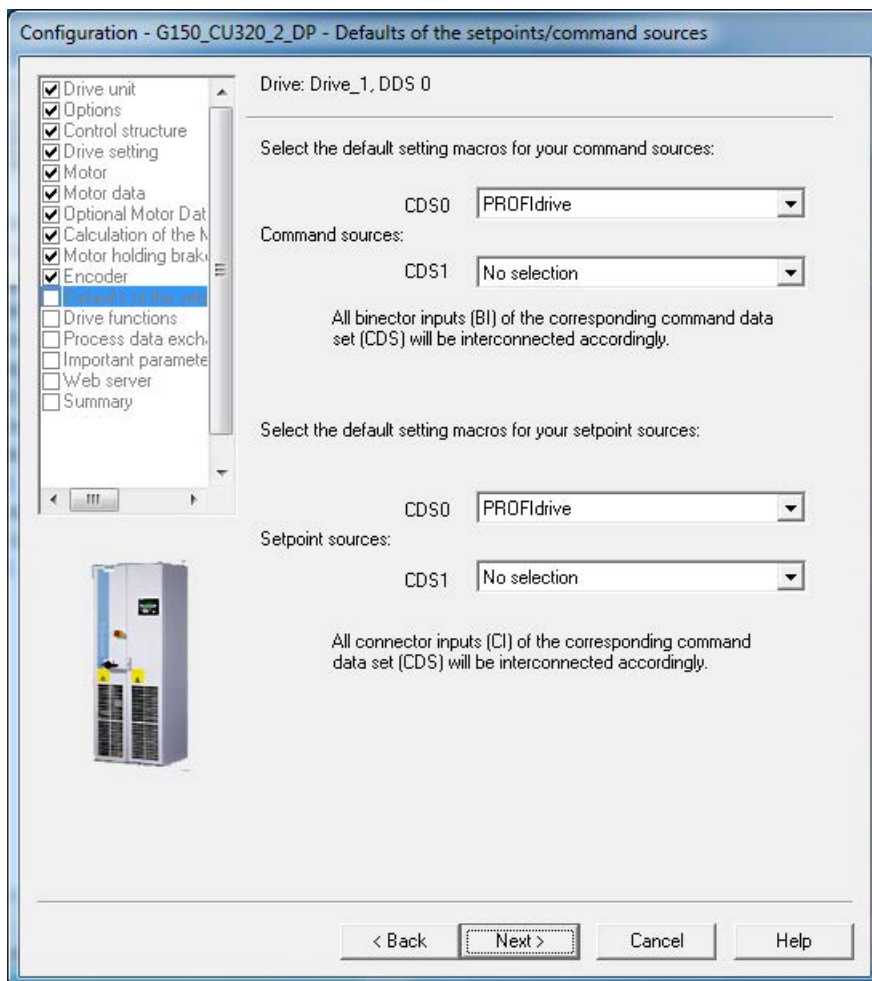 Configuration - G150_CU320_2_DP - Defaults of the setpoints/command sources
Drive unit
Options
Control structure
Drive setting
Motor
Motor data
Optional Motor Dat
Calculation of the M
Motor holding brak
Encoder
Defaults of the set
Drive functions
Process data exch
Important paramete
Web server
Summary
Drive: Drive_1, DDS 0
Select the default setting macros for your command sources:
CDS0 PROFIdrive
Command sources:
CDS1 No selection
All binector inputs (BI) of the corresponding command data
set (CDS) will be interconnected accordingly.
Select the default setting macros for your setpoint sources:
CDS0 PROFIdrive
Setpoint sources:
CDS1 No selection
All connector inputs (CI) of the corresponding command
data set (CDS) will be interconnected accordingly.
< Back
Next >
Cancel
Help